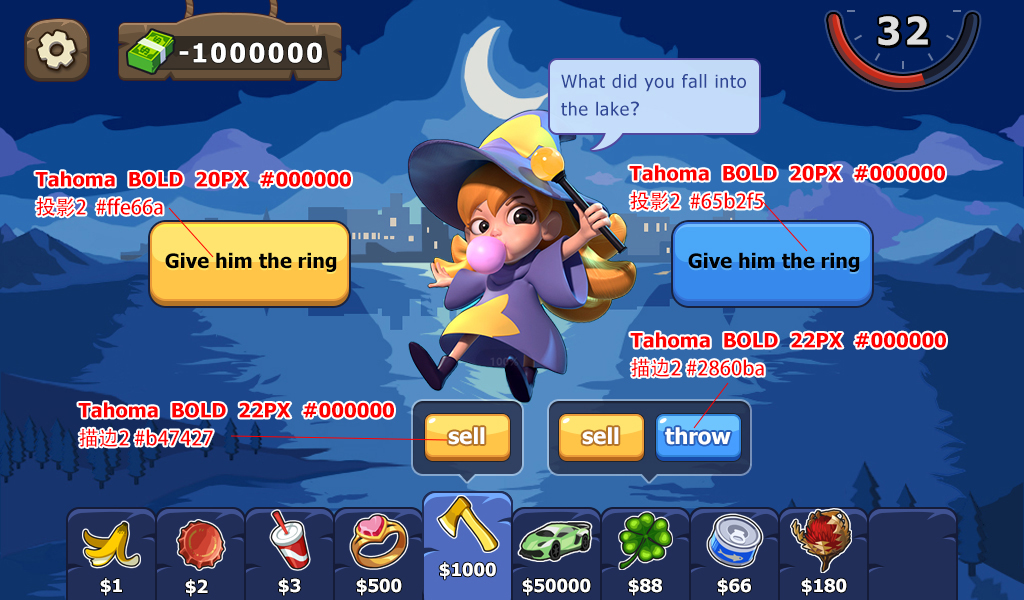 -1000000
32
What did you fall into
the lake?
Tahoma BOLD 20PX #000000
投影2 #ffe66a
Tahoma BOLD 20PX #000000
投影2 #65b2f5
Give him the ring
Give him the ring
Tahoma BOLD 22PX #000000
描边2 #2860ba
Tahoma BOLD 22PX #000000
描边2 #b47427
sell
sell
throw
$1
$2
$3
$500
$1000
$50000
$88
$66
$180